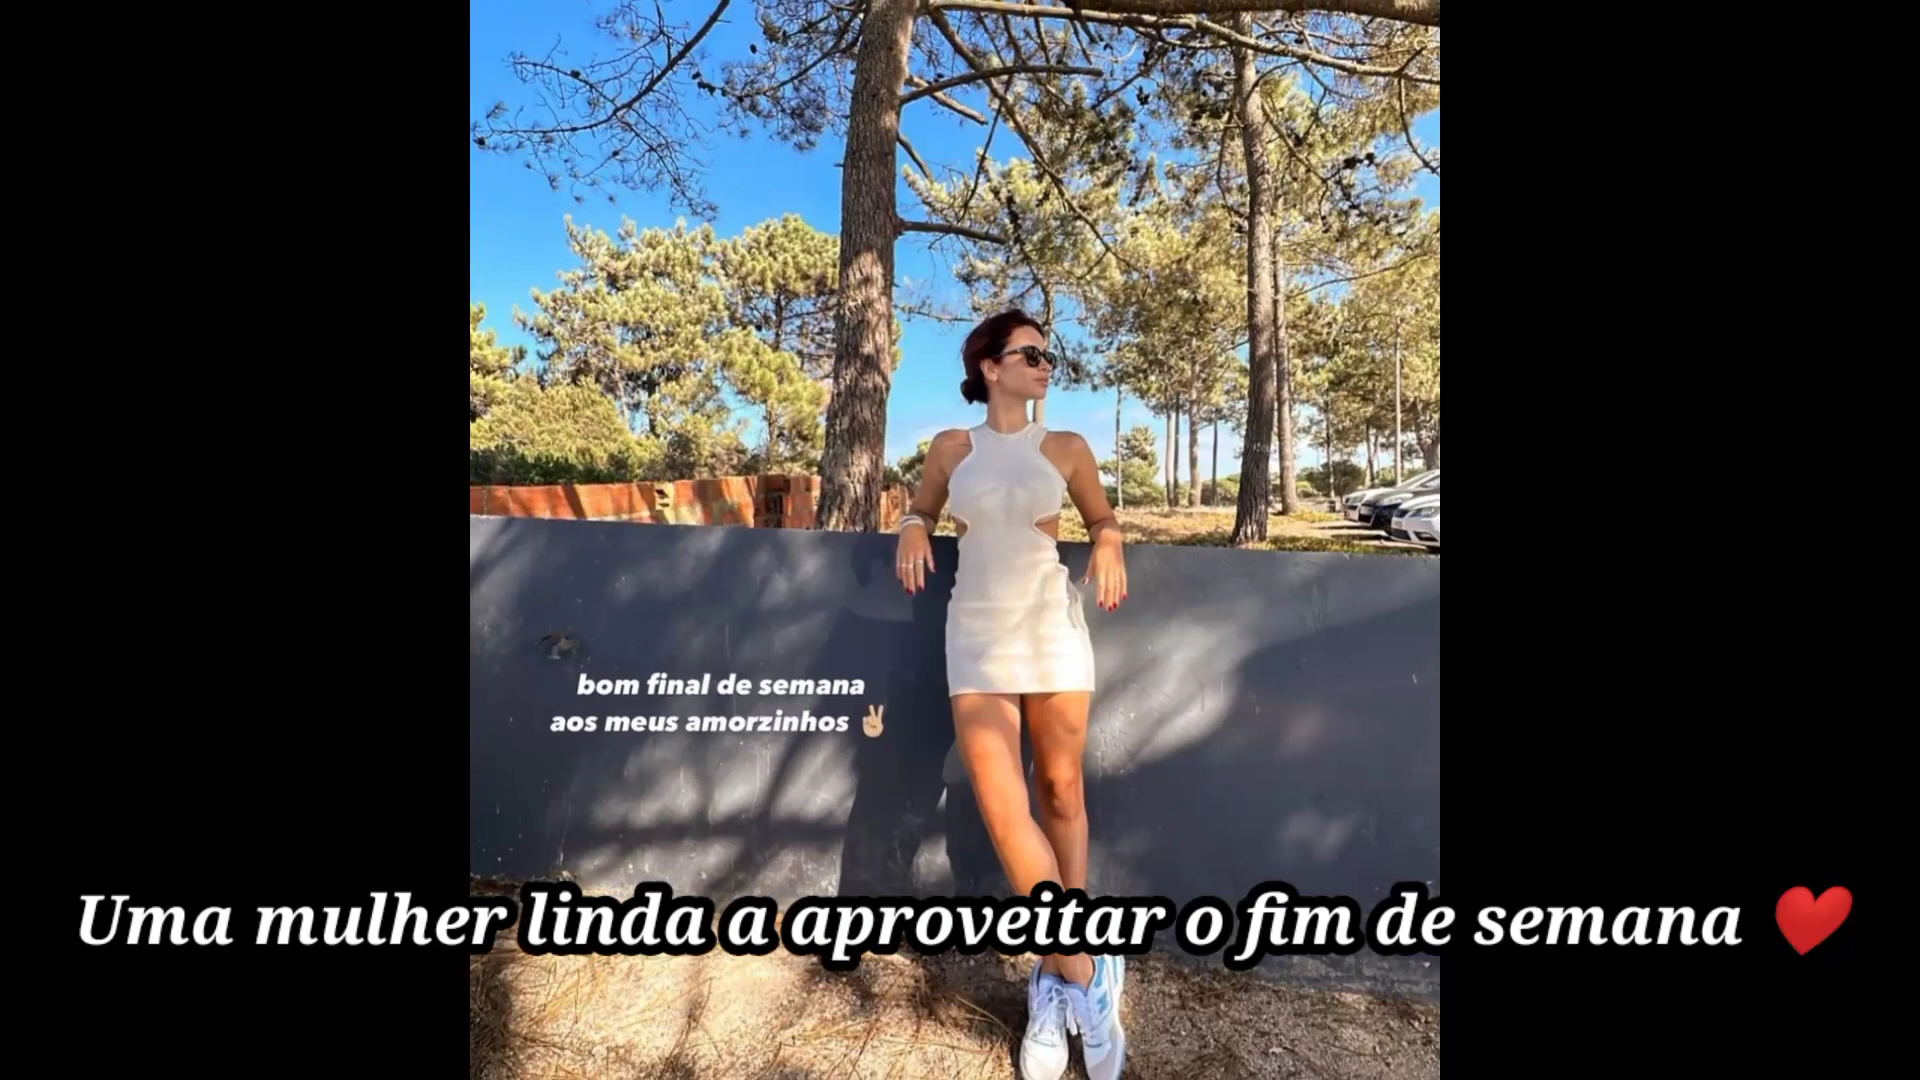 bom final de semana
aos meus amorzinhos ✌🏼
Uma mulher linda a aproveitar o fim de semana ❤️